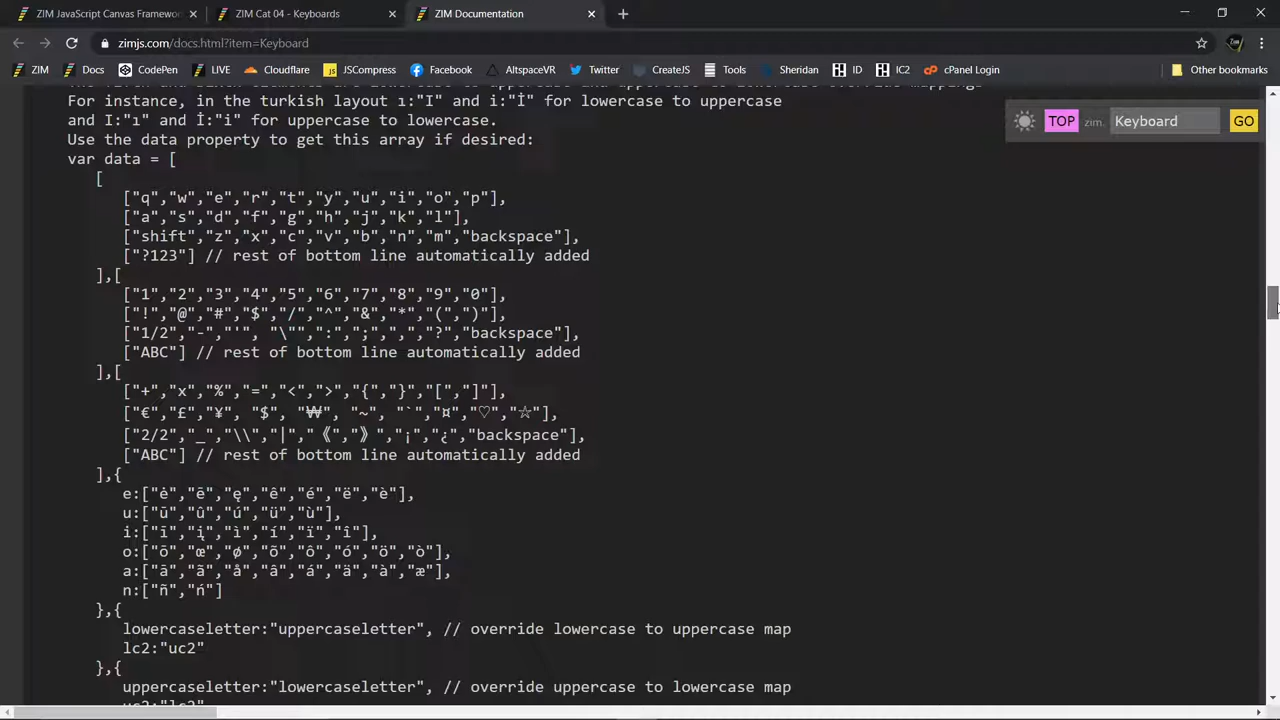 ZIM JavaScript Canvas Framewo
ZIM Cat 04 - Keyboards
ZIM Documentation
zimjs.com/docs.html?item=Keyboard
ZIM
Docs
CodePen
LIVE
Cloudflare
JSCompress
Facebook
AltspaceVR
Twitter
CreateJS
Tools
Sheridan
ID
IC2
cPanel Login
Other bookmarks
TOP
zim.
Keyboard
GO
For instance, in the turkish layout ı:"I" and i:"İ" for lowercase to uppercase
and I:"ı" and İ:"i" for uppercase to lowercase.
Use the data property to get this array if desired:
var data = [
[
["q","w","e","r","t","y","u","i","o","p"],
["a","s","d","f","g","h","j","k","l"],
["shift","z","x","c","v","b","n","m","backspace"],
["?123"] // rest of bottom line automatically added
],[
["1","2","3","4","5","6","7","8","9","0"],
["!","@","#","$","/","^","&","*","(",")"],
["1/2","-","'", "\"",":",";",",","?","backspace"],
["ABC"] // rest of bottom line automatically added
],[
["+","x","%","=","<",">","{","}","[","]"],
["€","£","¥", "$", "₩", "~", "`","¤","♡","☆"],
["2/2","_","\\","|","《","》","¡","¿","backspace"],
["ABC"] // rest of bottom line automatically added
],{
e:["ė","ē","ę","ê","é","ë","è"],
u:["ū","û","ú","ü","ù"],
i:["ī","į","ì","í","ï","î"],
o:["ō","œ","ø","õ","ô","ó","ö","ò"],
a:["ā","ã","å","â","á","ä","à","æ"],
n:["ñ","ń"]
},{
lowercaseletter:"uppercaseletter", // override lowercase to uppercase map
lc2:"uc2"
},{
uppercaseletter:"lowercaseletter", // override uppercase to lowercase map
uc2:"lc2"